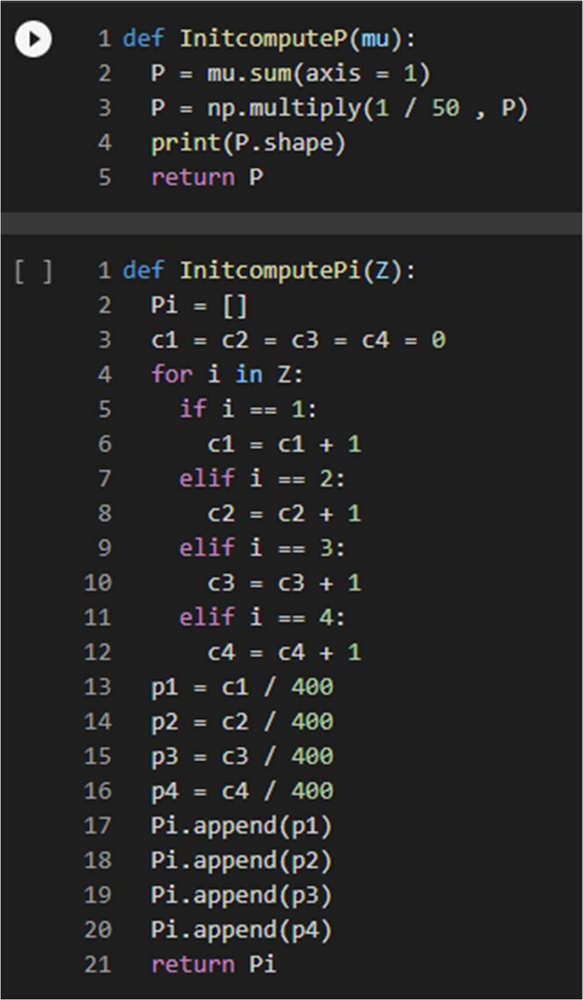 1 def InitcomputeP(mu):
2   P = mu.sum(axis = 1)
3   P = np.multiply(1 / 50 , P)
4   print(P.shape)
5   return P
[ ] 1 def InitcomputePi(Z):
2   Pi = []
3   c1 = c2 = c3 = c4 = 0
4   for i in Z:
5     if i == 1:
6       c1 = c1 + 1
7     elif i == 2:
8       c2 = c2 + 1
9     elif i == 3:
10       c3 = c3 + 1
11     elif i == 4:
12       c4 = c4 + 1
13   p1 = c1 / 400
14   p2 = c2 / 400
15   p3 = c3 / 400
16   p4 = c4 / 400
17   Pi.append(p1)
18   Pi.append(p2)
19   Pi.append(p3)
20   Pi.append(p4)
21   return Pi